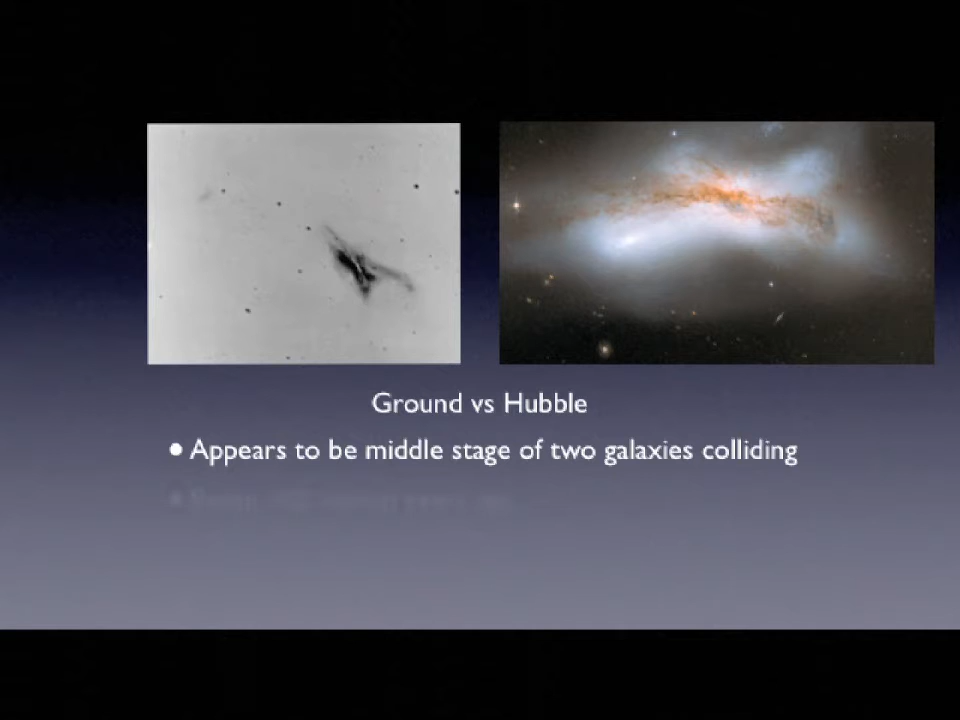 Ground vs Hubble
• Appears to be middle stage of two galaxies colliding